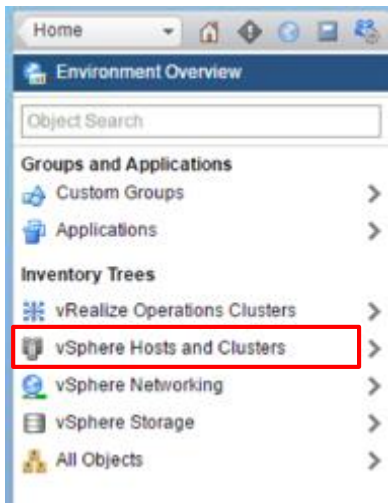 Home
Environment Overview
Object Search
Groups and Applications
Custom Groups
Applications
Inventory Trees
vRealize Operations Clusters
vSphere Hosts and Clusters
vSphere Networking
vSphere Storage
All Objects